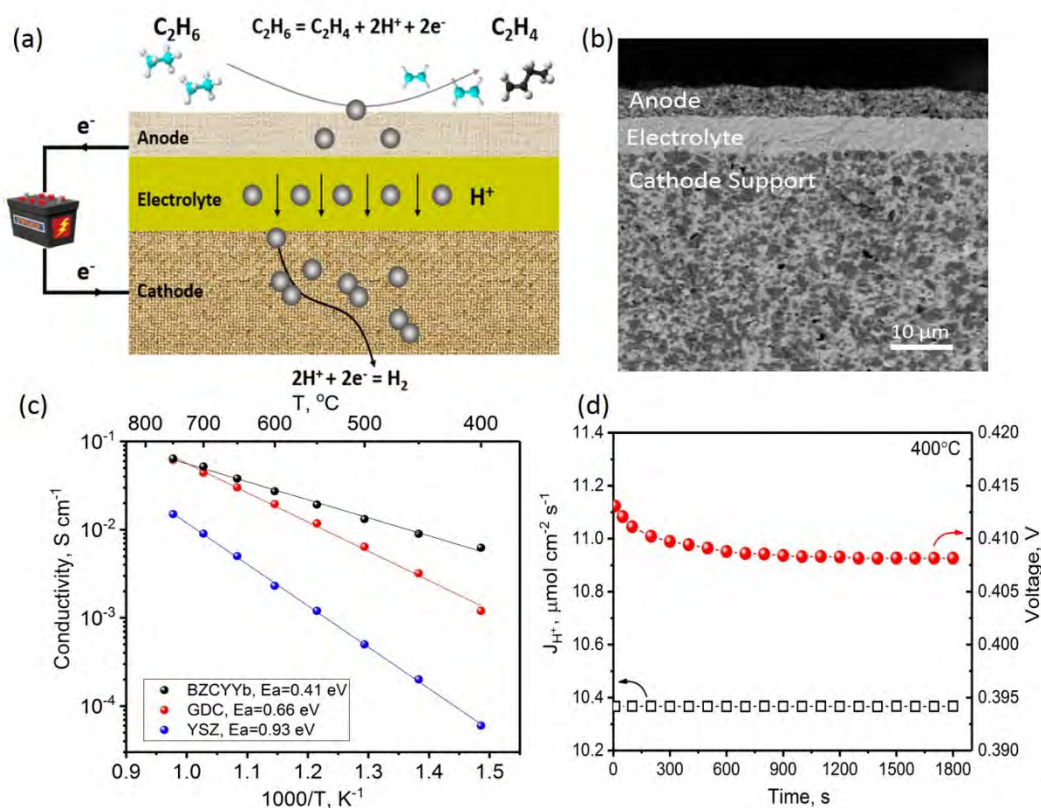 (a)
C₂H₆
C₂H₆ = C₂H₄ + 2H⁺ + 2e⁻
C₂H₄
e⁻
Anode
Electrolyte
H⁺
e⁻
Cathode
2H⁺ + 2e⁻ = H₂
(b)
Anode
Electrolyte
Cathode Support
10 μm
(c)
T, °C
800 700 600 500 400
10⁻¹
10⁻²
10⁻³
10⁻⁴
Conductivity, S cm⁻¹
BZCYYb, Ea=0.41 eV
GDC, Ea=0.66 eV
YSZ, Ea=0.93 eV
0.9 1.0 1.1 1.2 1.3 1.4 1.5
1000/T, K⁻¹
(d)
400°C
11.4
11.2
11.0
10.8
10.6
10.4
10.2
J_H⁺, μmol cm⁻² s⁻¹
0.420
0.415
0.410
0.405
0.400
0.395
0.390
Voltage, V
0 300 600 900 1200 1500 1800
Time, s